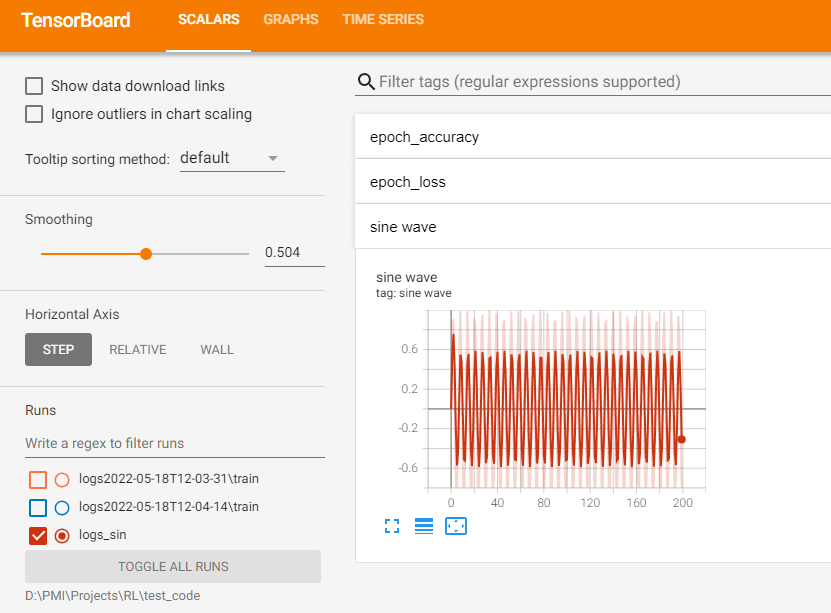 TensorBoard
SCALARS GRAPHS TIME SERIES
Show data download links
Ignore outliers in chart scaling
Tooltip sorting method: default
Smoothing
0.504
Horizontal Axis
STEP RELATIVE WALL
Runs
Write a regex to filter runs
logs2022-05-18T12-03-31\train
logs2022-05-18T12-04-14\train
logs_sin
TOGGLE ALL RUNS
D:\PMI\Projects\RL\test_code
Filter tags (regular expressions supported)
epoch_accuracy
epoch_loss
sine wave
sine wave
tag: sine wave
0.6
0.2
-0.2
-0.6
0 40 80 120 160 200